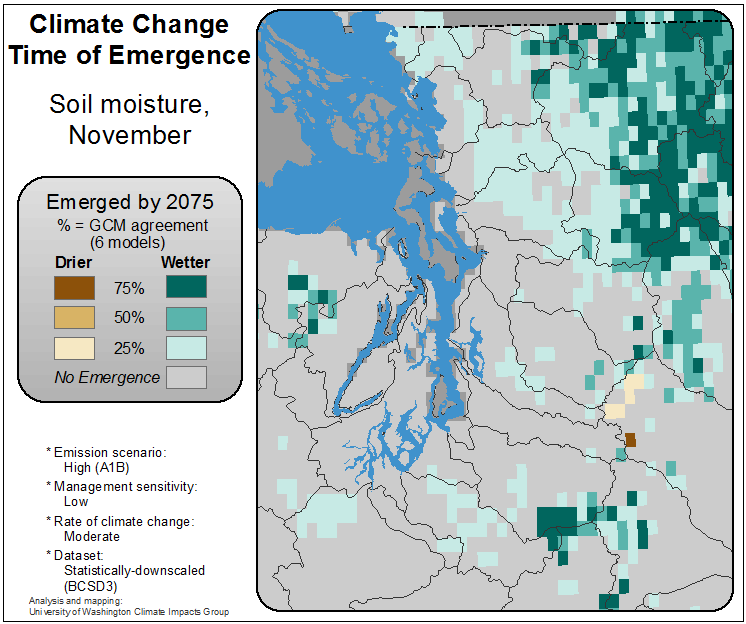 Climate Change
Time of Emergence
Soil moisture,
November
Emerged by 2075
% = GCM agreement
(6 models)
Drier Wetter
75%
50%
25%
No Emergence
* Emission scenario:
High (A1B)
* Management sensitivity:
Low
* Rate of climate change:
Moderate
* Dataset:
Statistically-downscaled
(BCSD3)
Analysis and mapping:
University of Washington Climate Impacts Group